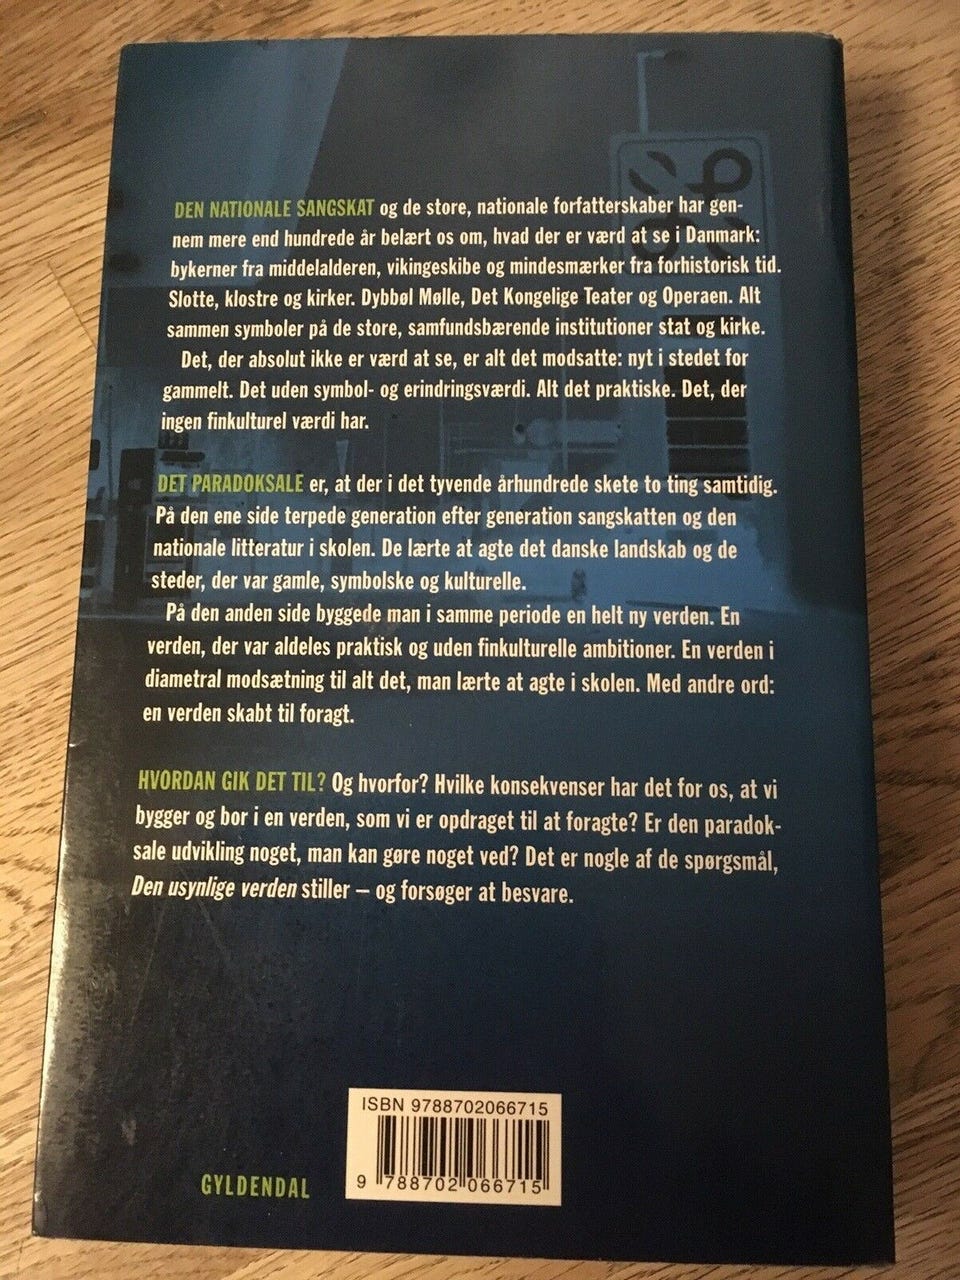 DEN NATIONALE SANGSKAT og de store, nationale forfatterskaber har gen-
nem mere end hundrede år belært os om, hvad der er værd at se i Danmark:
bykerner fra middelalderen, vikingeskibe og mindesmærker fra forhistorisk tid.
Slotte, klostre og kirker. Dybbøl Mølle, Det Kongelige Teater og Operaen. Alt
sammen symboler på de store, samfundsbærende institutioner stat og kirke.
Det, der absolut ikke er værd at se, er alt det modsatte: nyt i stedet for
gammelt. Det uden symbol- og erindringsværdi. Alt det praktiske. Det, der
ingen finkulturel værdi har.
DET PARADOKSALE er, at der i det tyvende århundrede skete to ting samtidig.
På den ene side terpede generation efter generation sangskatten og den
nationale litteratur i skolen. De lærte at agte det danske landskab og de
steder, der var gamle, symbolske og kulturelle.
På den anden side byggede man i samme periode en helt ny verden. En
verden, der var aldeles praktisk og uden finkulturelle ambitioner. En verden i
diametral modsætning til alt det, man lærte at agte i skolen. Med andre ord:
en verden skabt til foragt.
HVORDAN GIK DET TIL? Og hvorfor? Hvilke konsekvenser har det for os, at vi
bygger og bor i en verden, som vi er opdraget til at foragte? Er den paradok-
sale udvikling noget, man kan gøre noget ved? Det er nogle af de spørgsmål,
Den usynlige verden stiller – og forsøger at besvare.
ISBN 9788702066715
9 788702 066715
GYLDENDAL